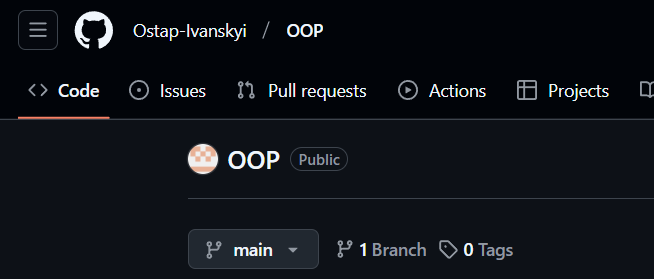 Ostap-Ivanskyi / OOP
Code Issues Pull requests Actions Projects
OOP Public
main 1 Branch 0 Tags